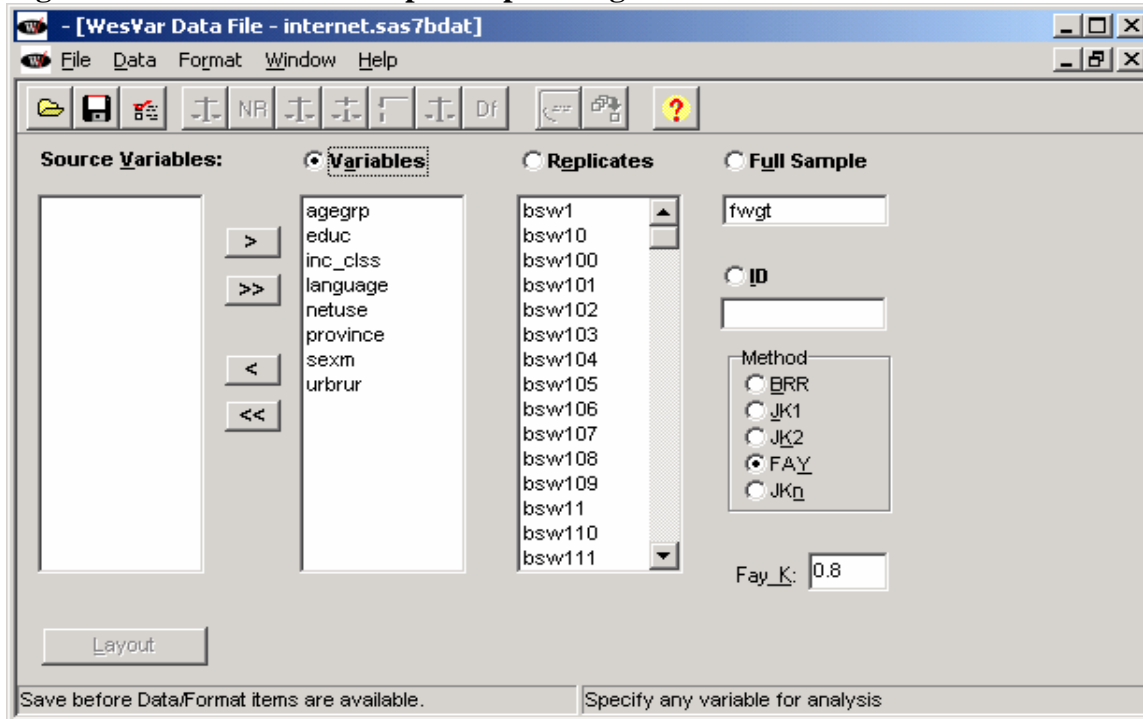 - [WesVar Data File - internet.sas7bdat]
File Data Format Window Help
NR Df ?
Source Variables: Variables Replicates Full Sample
agegrp
educ
inc_clss
language
netuse
province
sexm
urbrur
>
>>
<
<<
bsw1
bsw10
bsw100
bsw101
bsw102
bsw103
bsw104
bsw105
bsw106
bsw107
bsw108
bsw109
bsw11
bsw110
bsw111
fwgt
ID
Method
BRR
JK1
JK2
FAY
JKn
Fay_K: 0.8
Layout
Save before Data/Format items are available. Specify any variable for analysis